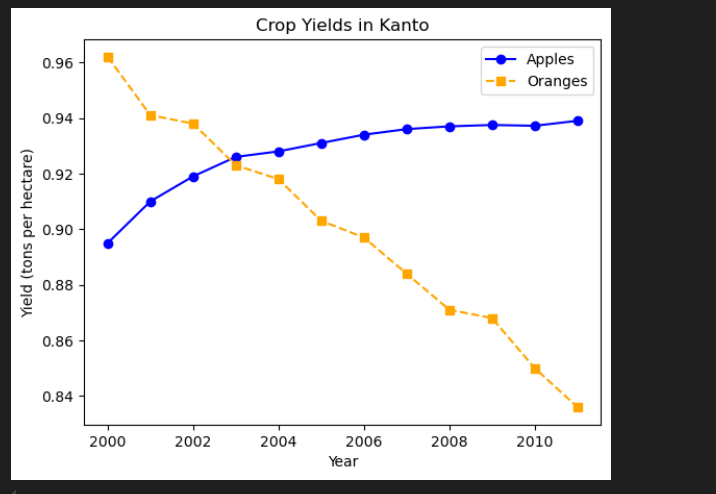 Crop Yields in Kanto
Apples
Oranges
Yield (tons per hectare)
0.96
0.94
0.92
0.90
0.88
0.86
0.84
2000 2002 2004 2006 2008 2010
Year